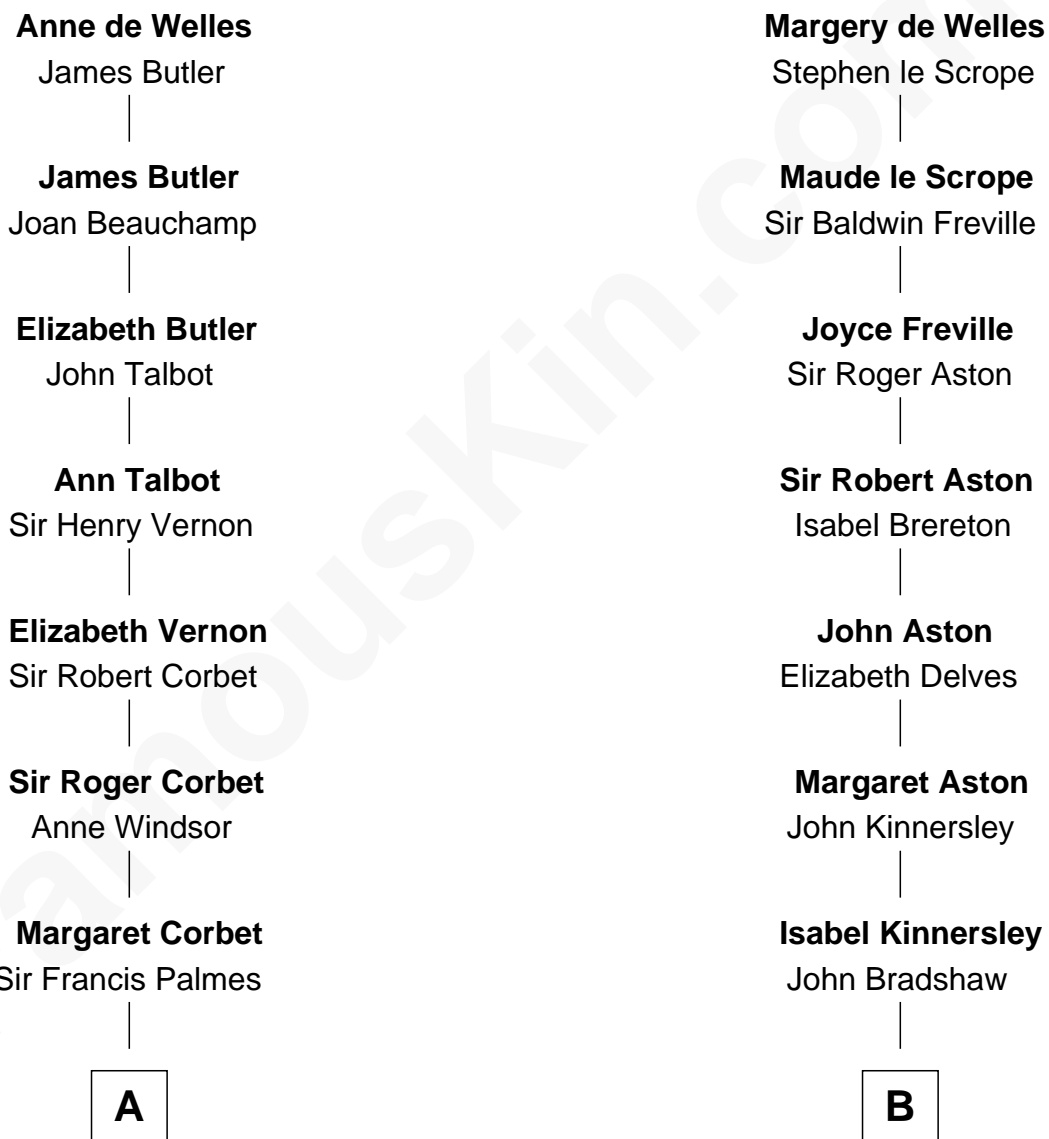 Anne de Welles
James Butler
James Butler
Joan Beauchamp
Elizabeth Butler
John Talbot
Ann Talbot
Sir Henry Vernon
Elizabeth Vernon
Sir Robert Corbet
Sir Roger Corbet
Anne Windsor
Margaret Corbet
Sir Francis Palmes
A
Margery de Welles
Stephen le Scrope
Maude le Scrope
Sir Baldwin Freville
Joyce Freville
Sir Roger Aston
Sir Robert Aston
Isabel Brereton
John Aston
Elizabeth Delves
Margaret Aston
John Kinnersley
Isabel Kinnersley
John Bradshaw
B
amouskin.com